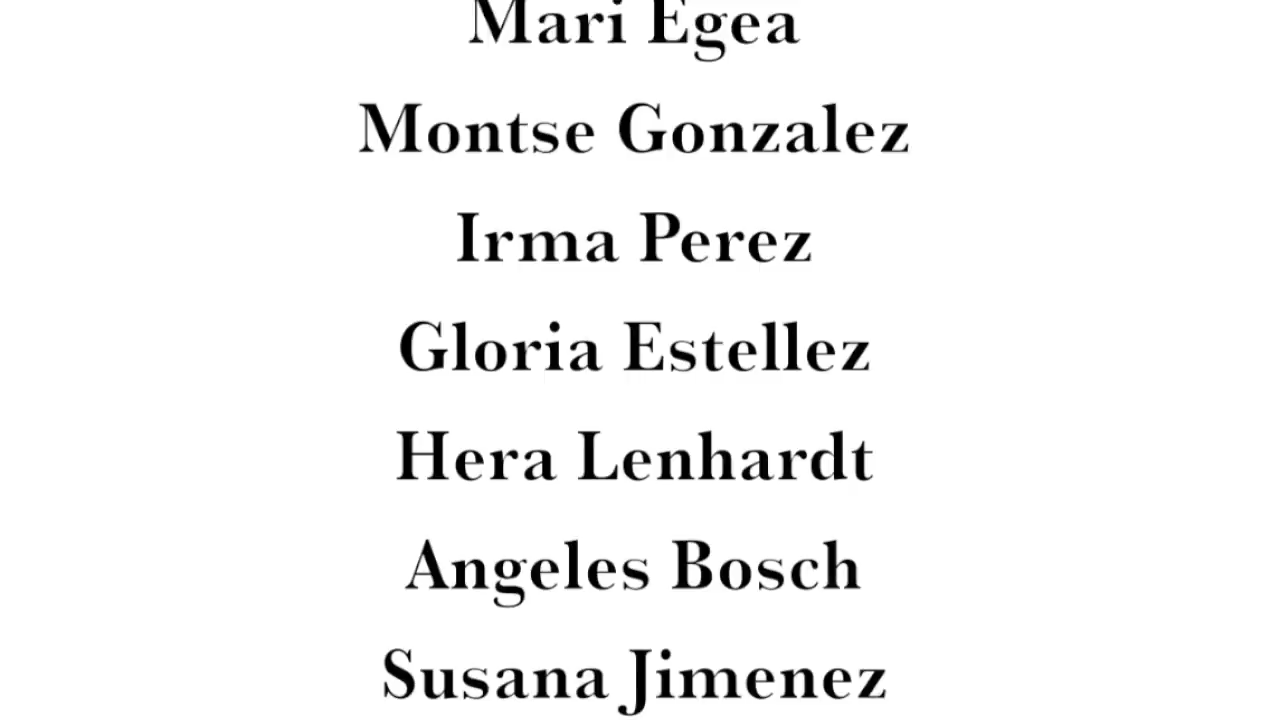 Mari Egea
Montse Gonzalez
Irma Perez
Gloria Estellez
Hera Lenhardt
Angeles Bosch
Susana Jimenez